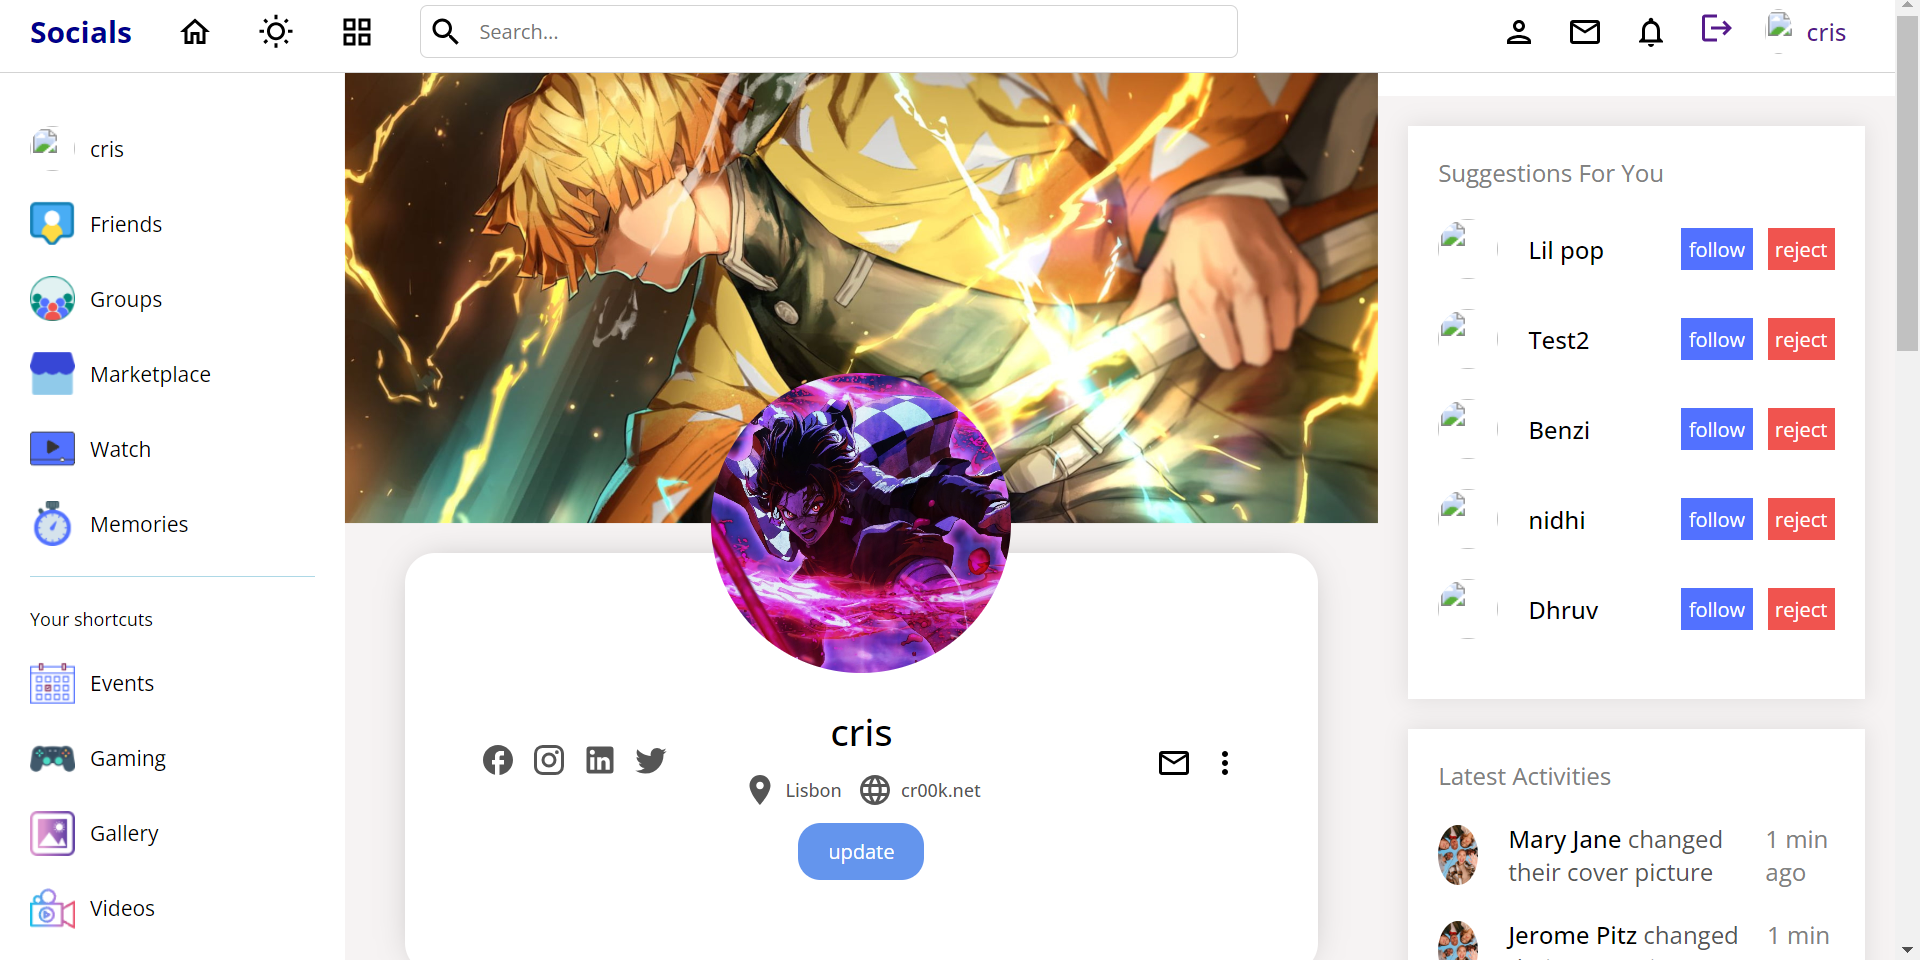 Socials
Search...
cris
cris
Friends
Groups
Marketplace
Watch
Memories
Your shortcuts
Events
Gaming
Gallery
Videos
cris
Lisbon cr00k.net
update
Suggestions For You
Lil pop follow reject
Test2 follow reject
Benzi follow reject
nidhi follow reject
Dhruv follow reject
Latest Activities
Mary Jane changed 1 min
their cover picture ago
Jerome Pitz changed 1 min